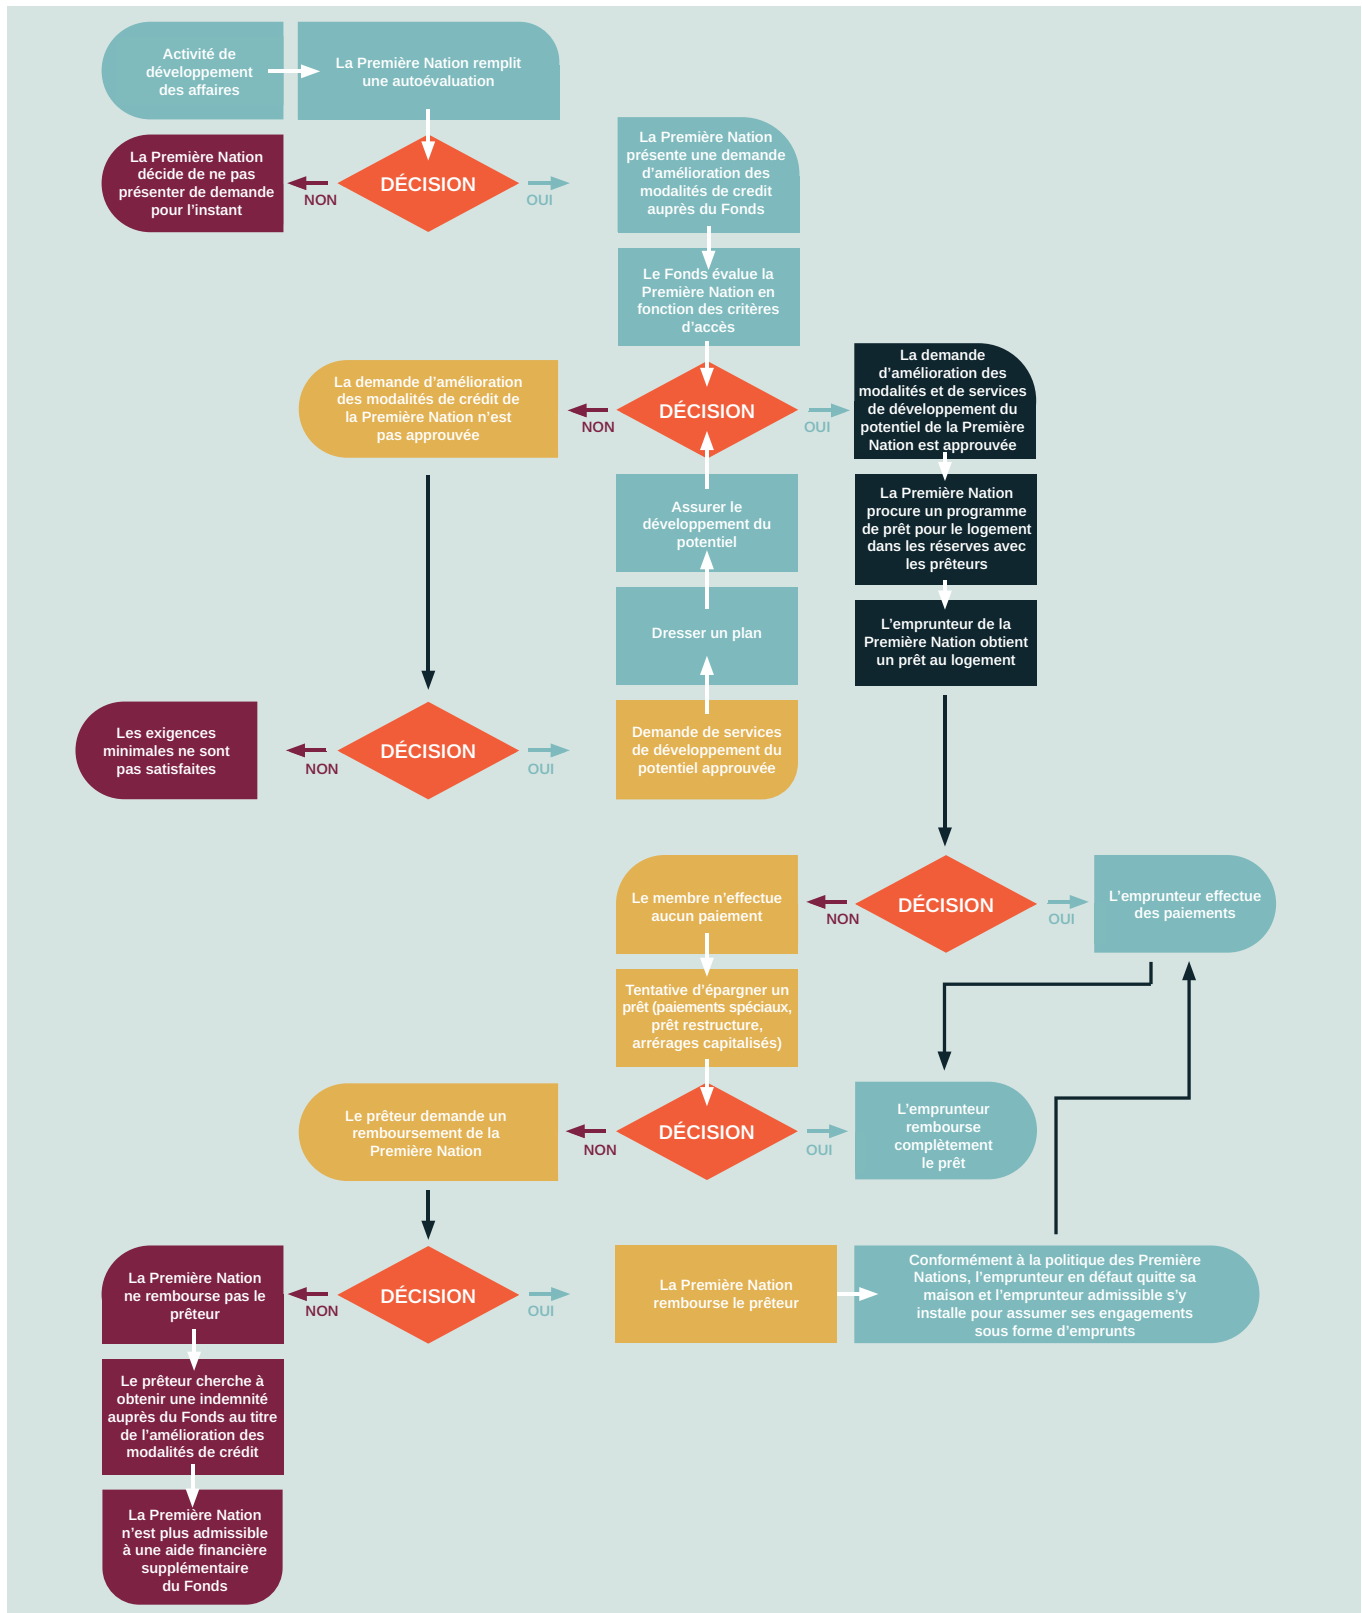 Activité de
développement
des affaires
La Première Nation remplit
une autoévaluation
La Première Nation
décide de ne pas
présenter de demande
pour l’instant
NON
DÉCISION
OUI
La Première Nation
présente une demande
d’amélioration des
modalités de credit
auprès du Fonds
Le Fonds évalue la
Première Nation en
fonction des critères
d’accès
La demande d’amélioration
des modalités de crédit de
la Première Nation n’est
pas approuvée
NON
DÉCISION
OUI
La demande
d’amélioration des
modalités et de services
de développement du
potentiel de la Première
Nation est approuvée
Assurer le
développement du
potentiel
La Première Nation
procure un programme
de prêt pour le logement
dans les réserves avec
les prêteurs
Dresser un plan
L’emprunteur de la
Première Nation obtient
un prêt au logement
Les exigences
minimales ne sont
pas satisfaites
NON
DÉCISION
OUI
Demande de services
de développement du
potentiel approuvée
Le membre n’effectue
aucun paiement
NON
DÉCISION
OUI
L’emprunteur effectue
des paiements
Tentative d’épargner un
prêt (paiements spéciaux,
prêt restructure,
arrérages capitalisés)
Le prêteur demande un
remboursement de la
Première Nation
NON
DÉCISION
OUI
L’emprunteur
rembourse
complètement
le prêt
La Première Nation
ne rembourse pas le
prêteur
NON
DÉCISION
OUI
La Première Nation
rembourse le prêteur
Conformément à la politique des Première
Nations, l’emprunteur en défaut quitte sa
maison et l’emprunteur admissible s’y
installe pour assumer ses engagements
sous forme d’emprunts
Le prêteur cherche à
obtenir une indemnité
auprès du Fonds au titre
de l’amélioration des
modalités de crédit
La Première Nation
n’est plus admissible
à une aide financière
supplémentaire
du Fonds